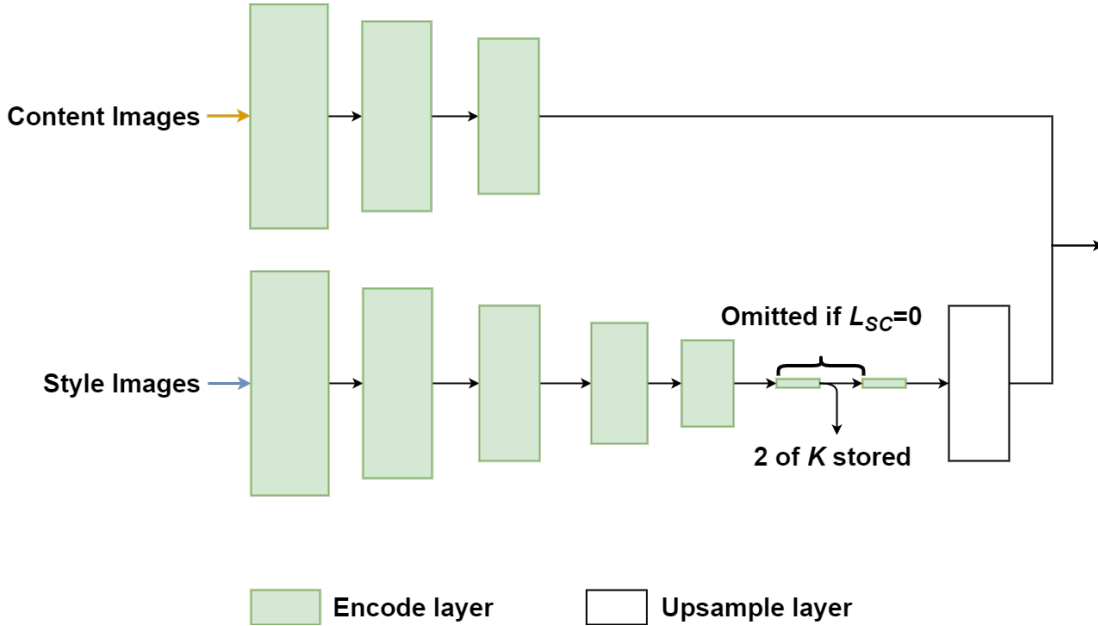 Content Images
Omitted if L_SC=0
Style Images
2 of K stored
Encode layer
Upsample layer